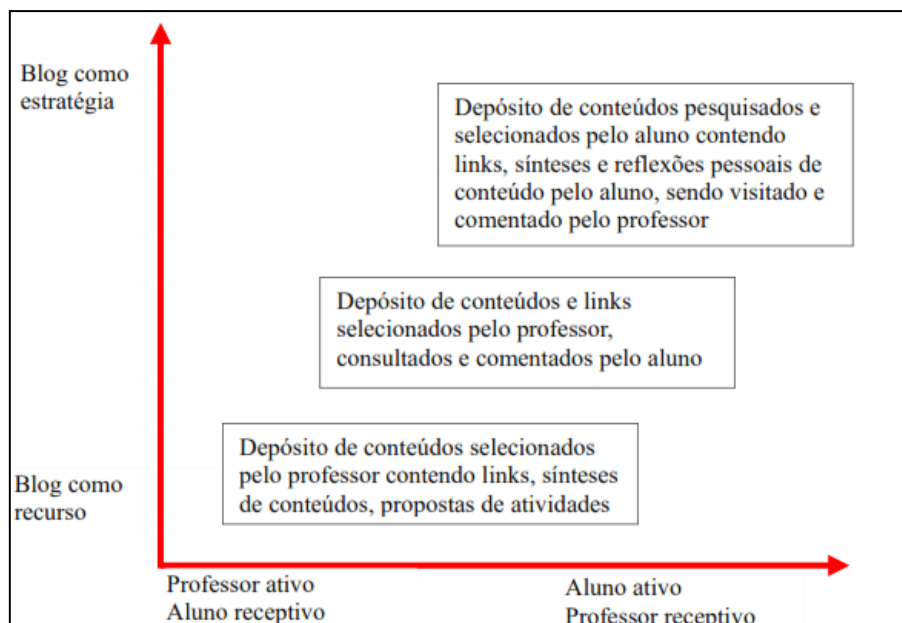 Blog como
estratégia
Depósito de conteúdos pesquisados e
selecionados pelo aluno contendo
links, sínteses e reflexões pessoais de
conteúdo pelo aluno, sendo visitado e
comentado pelo professor
Depósito de conteúdos e links
selecionados pelo professor,
consultados e comentados pelo aluno
Depósito de conteúdos selecionados
pelo professor contendo links, sínteses
de conteúdos, propostas de atividades
Blog como
recurso
Professor ativo
Aluno receptivo
Aluno ativo
Professor receptivo